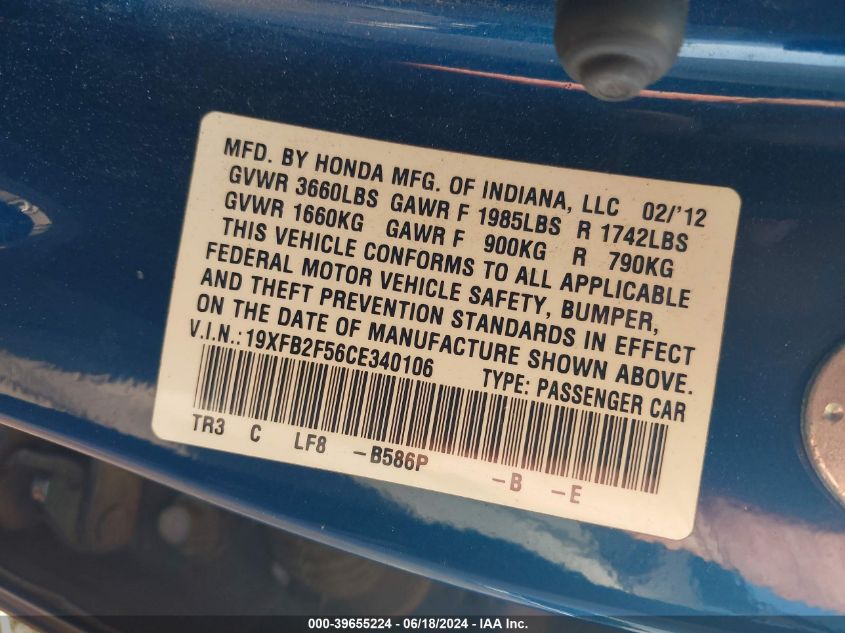 MFD. BY HONDA MFG. OF INDIANA, LLC 02/'12
GVWR 3660LBS GAWR F 1985LBS R 1742LBS
GVWR 1660KG GAWR F 900KG R 790KG
THIS VEHICLE CONFORMS TO ALL APPLICABLE
FEDERAL MOTOR VEHICLE SAFETY, BUMPER,
AND THEFT PREVENTION STANDARDS IN EFFECT
ON THE DATE OF MANUFACTURE SHOWN ABOVE.
V.I.N.:19XFB2F56CE340106 TYPE: PASSENGER CAR
TR3 C LF8 -B586P -B -E
000-39655224 - 06/18/2024 - IAA Inc.